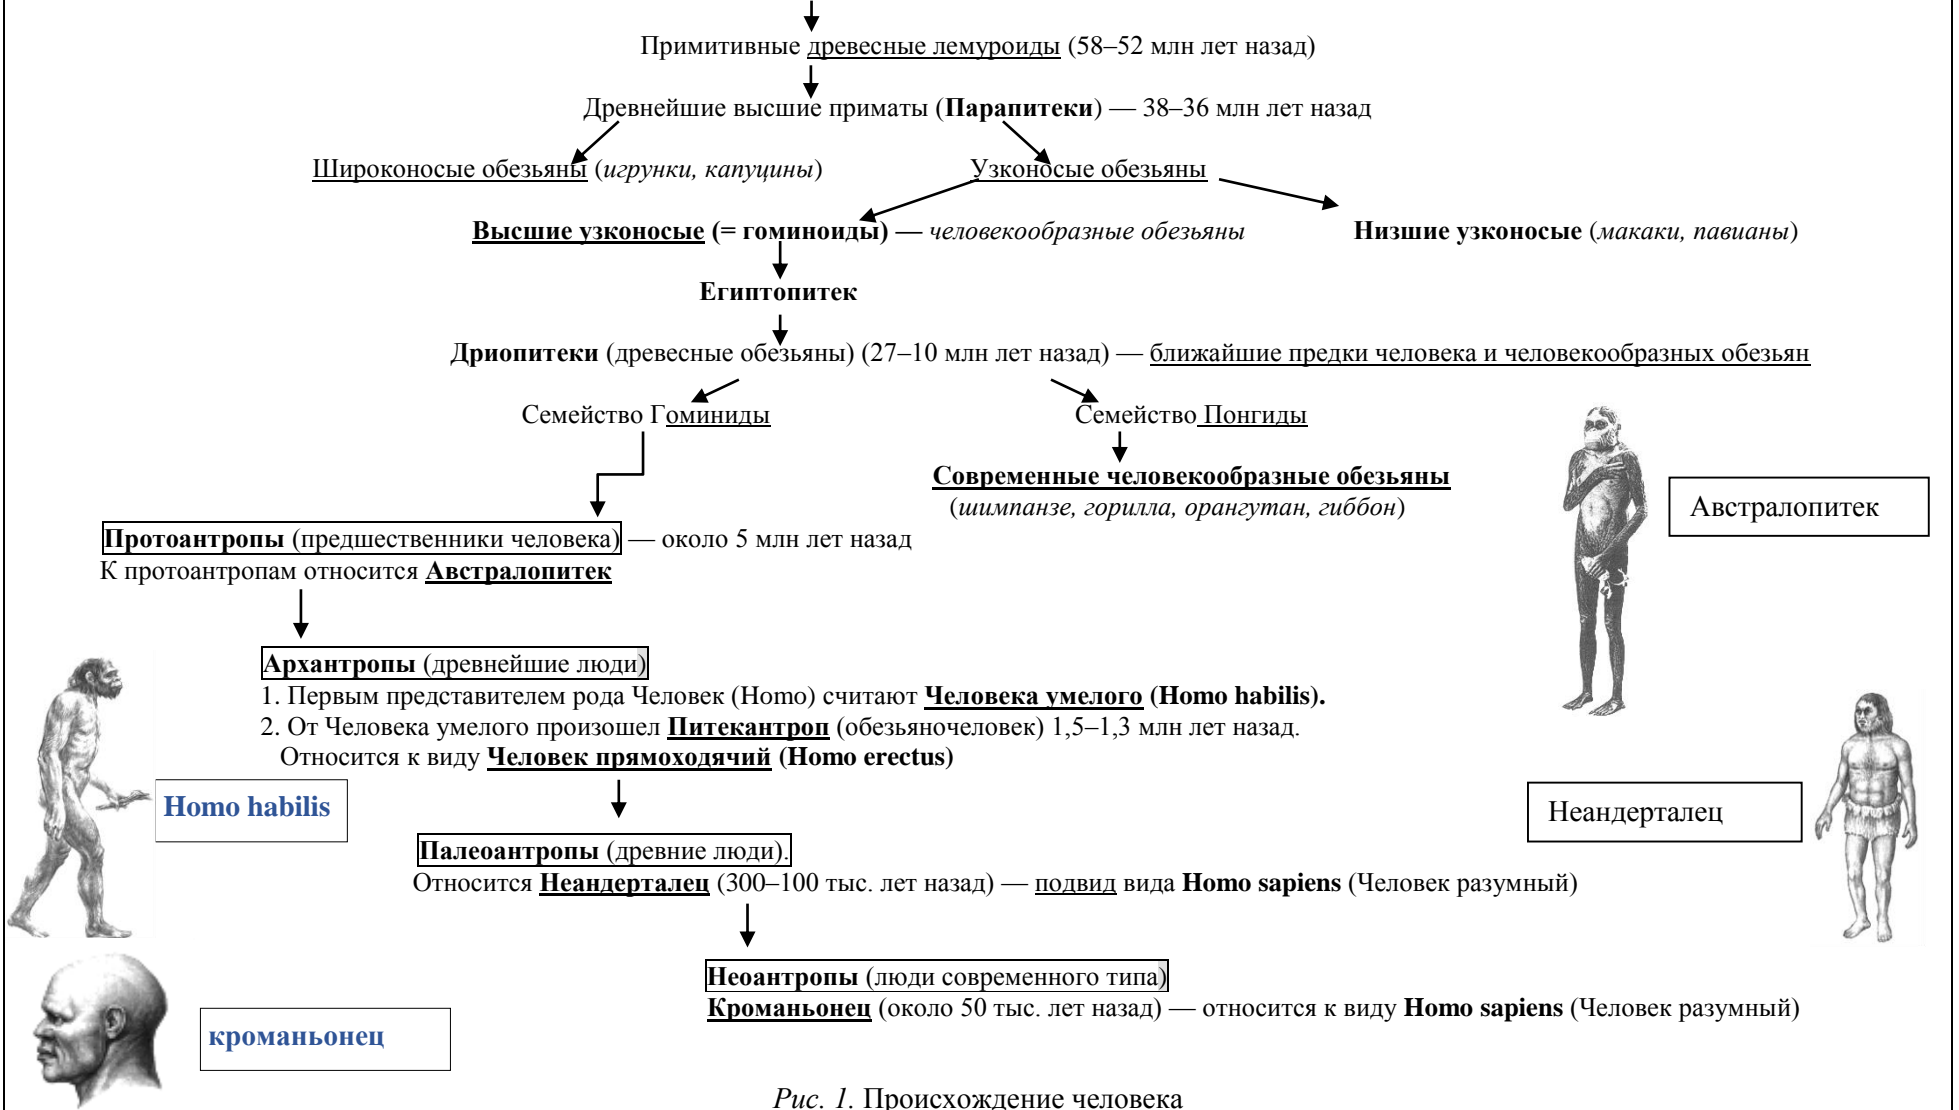 Примитивные древесные лемуроиды (58–52 млн лет назад)
Древнейшие высшие приматы (Парапитеки) — 38–36 млн лет назад
Широконосые обезьяны (игрунки, капуцины)
Узконосые обезьяны
Высшие узконосые (= гоминоиды) — человекообразные обезьяны
Низшие узконосые (макаки, павианы)
Египтопитек
Дриопитеки (древесные обезьяны) (27–10 млн лет назад) — ближайшие предки человека и человекообразных обезьян
Семейство Гоминиды
Семейство Понгиды
Современные человекообразные обезьяны
(шимпанзе, горилла, орангутан, гиббон)
Австралопитек
Протоантропы (предшественники человека) — около 5 млн лет назад
К протоантропам относится Австралопитек
Архантропы (древнейшие люди)
1. Первым представителем рода Человек (Homo) считают Человека умелого (Homo habilis).
2. От Человека умелого произошел Питекантроп (обезьяночеловек) 1,5–1,3 млн лет назад.
Относится к виду Человек прямоходячий (Homo erectus)
Homo habilis
Неандерталец
Палеоантропы (древние люди).
Относится Неандерталец (300–100 тыс. лет назад) — подвид вида Homo sapiens (Человек разумный)
Неоантропы (люди современного типа)
Кроманьонец (около 50 тыс. лет назад) — относится к виду Homo sapiens (Человек разумный)
кроманьонец
Рис. 1. Происхождение человека